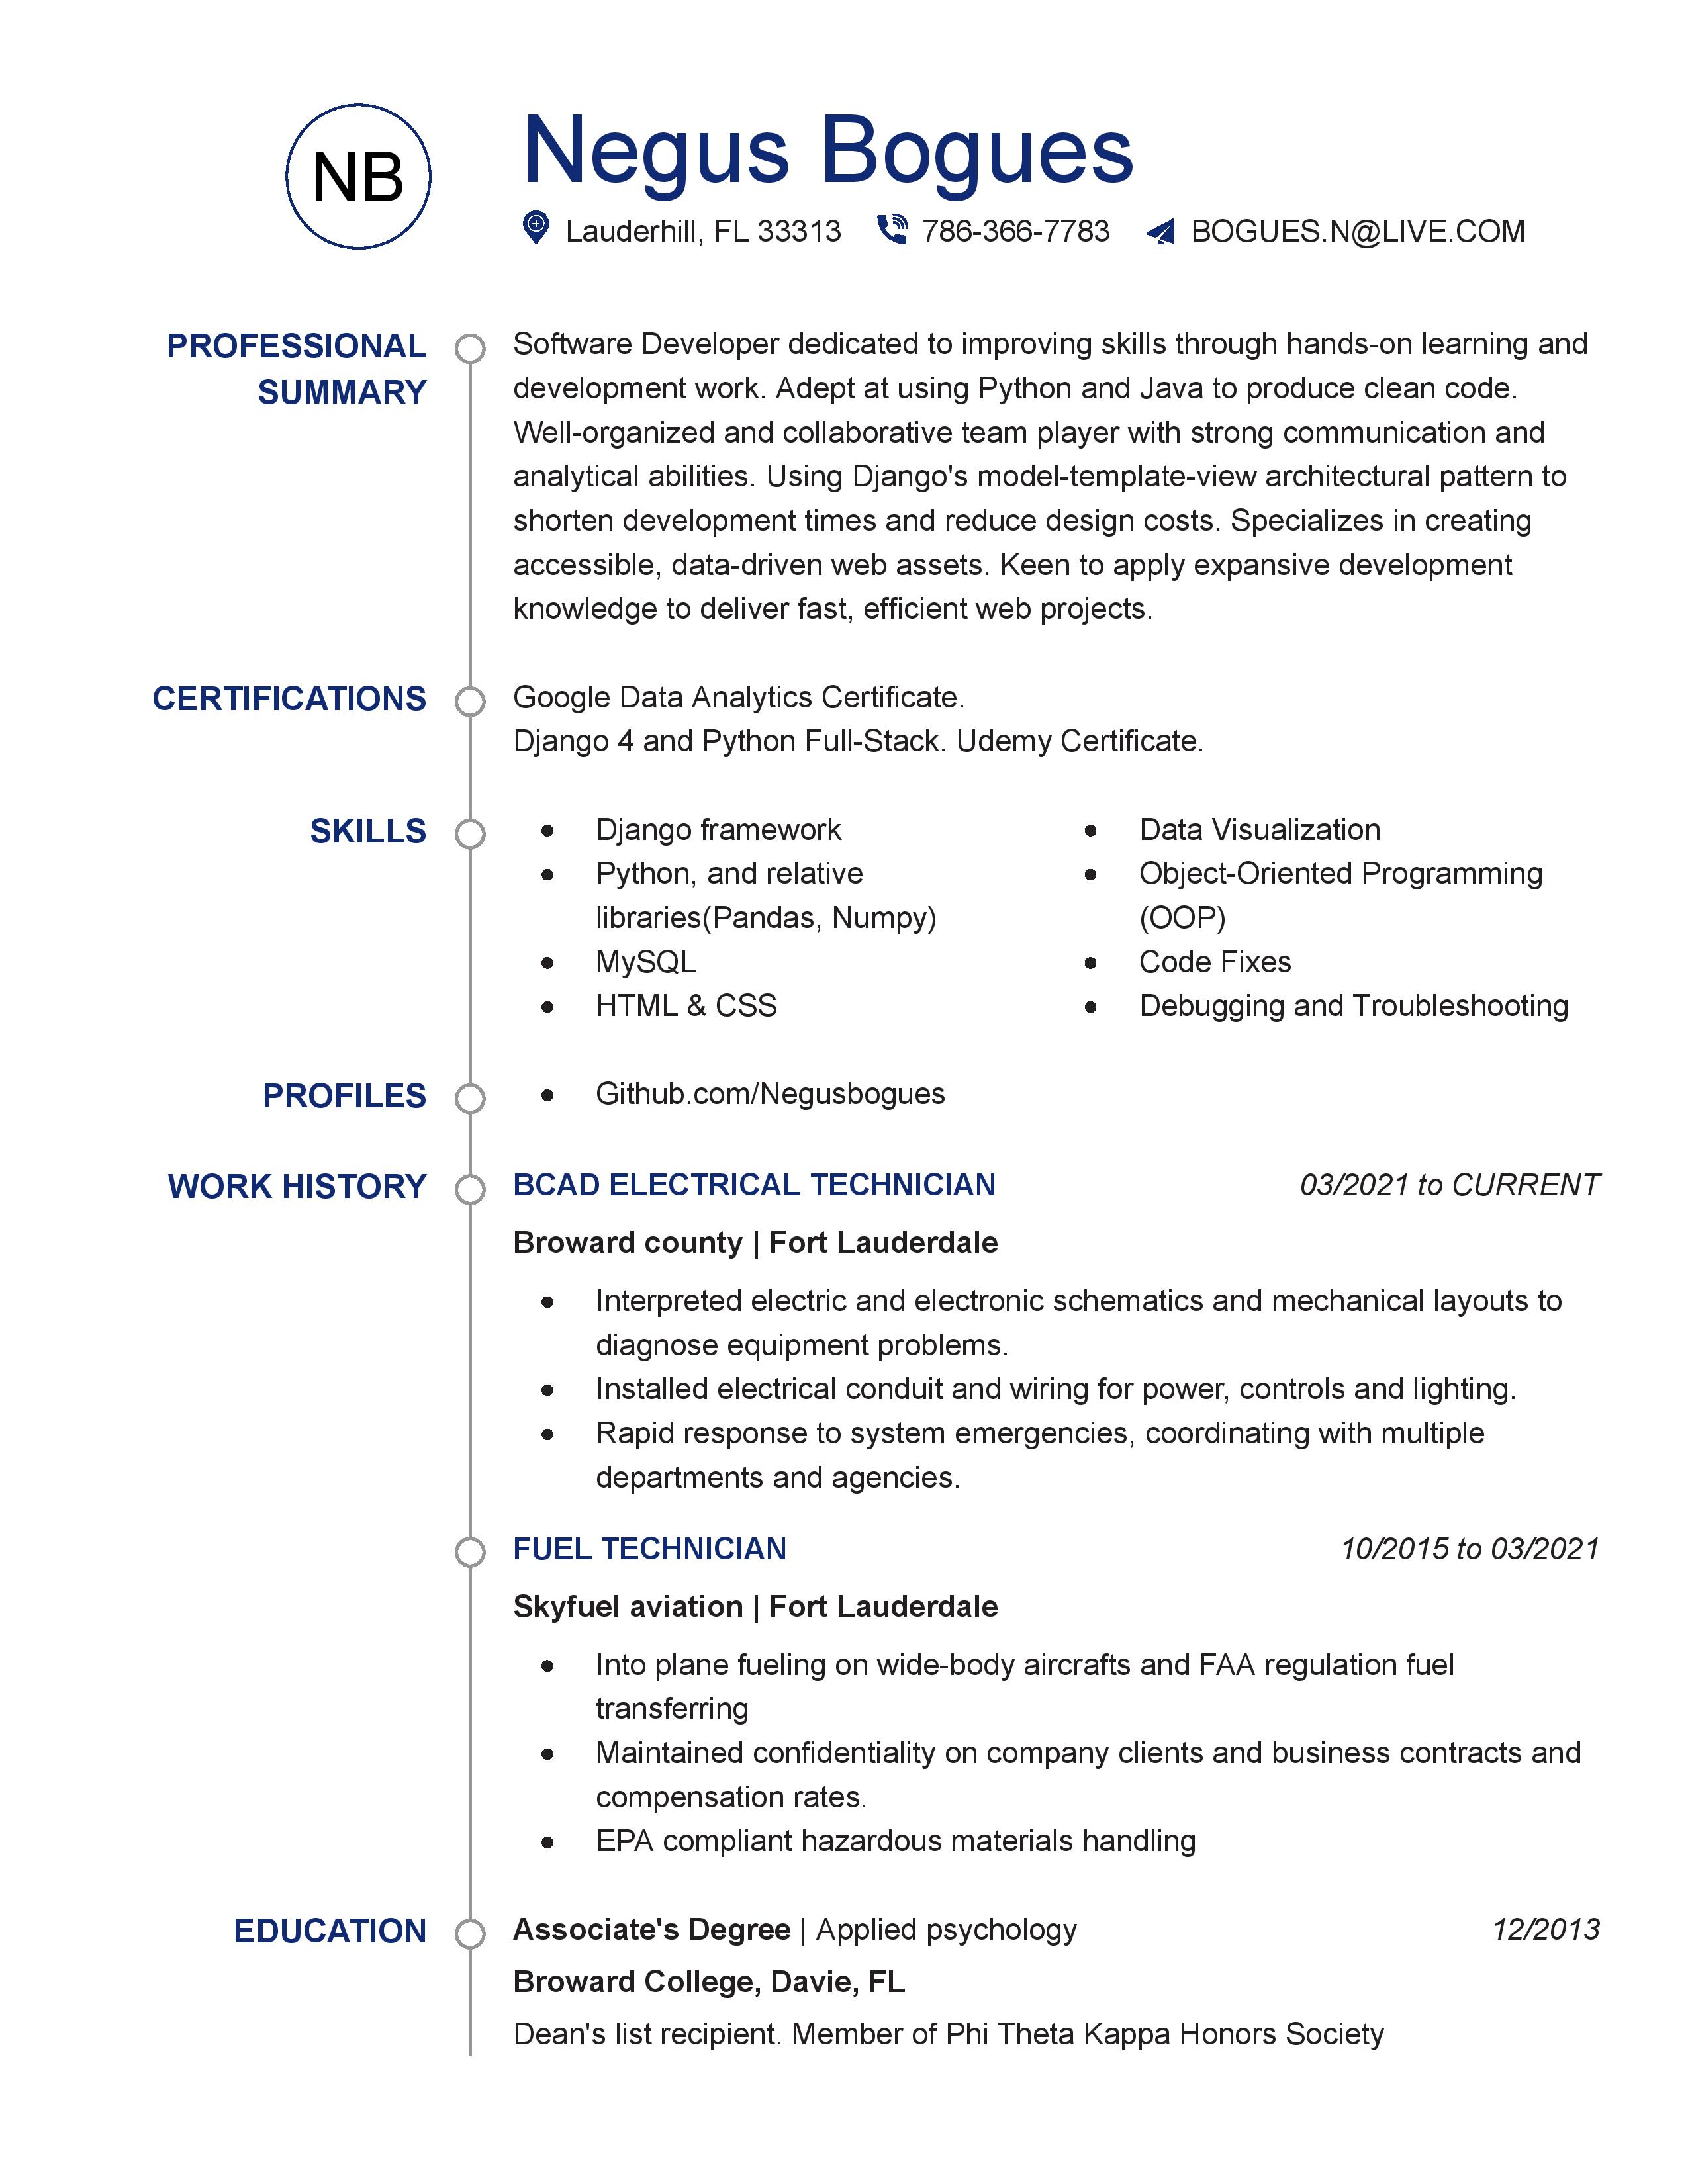 NB
Negus Bogues
Lauderhill, FL 33313 786-366-7783 BOGUES.N@LIVE.COM
PROFESSIONAL
SUMMARY
Software Developer dedicated to improving skills through hands-on learning and
development work. Adept at using Python and Java to produce clean code.
Well-organized and collaborative team player with strong communication and
analytical abilities. Using Django's model-template-view architectural pattern to
shorten development times and reduce design costs. Specializes in creating
accessible, data-driven web assets. Keen to apply expansive development
knowledge to deliver fast, efficient web projects.
CERTIFICATIONS
Google Data Analytics Certificate.
Django 4 and Python Full-Stack. Udemy Certificate.
SKILLS
• Django framework
• Python, and relative
libraries(Pandas, Numpy)
• MySQL
• HTML & CSS
• Data Visualization
• Object-Oriented Programming
(OOP)
• Code Fixes
• Debugging and Troubleshooting
PROFILES
• Github.com/Negusbogues
WORK HISTORY
BCAD ELECTRICAL TECHNICIAN 03/2021 to CURRENT
Broward county | Fort Lauderdale
• Interpreted electric and electronic schematics and mechanical layouts to
diagnose equipment problems.
• Installed electrical conduit and wiring for power, controls and lighting.
• Rapid response to system emergencies, coordinating with multiple
departments and agencies.
FUEL TECHNICIAN 10/2015 to 03/2021
Skyfuel aviation | Fort Lauderdale
• Into plane fueling on wide-body aircrafts and FAA regulation fuel
transferring
• Maintained confidentiality on company clients and business contracts and
compensation rates.
• EPA compliant hazardous materials handling
EDUCATION
Associate's Degree | Applied psychology 12/2013
Broward College, Davie, FL
Dean's list recipient. Member of Phi Theta Kappa Honors Society